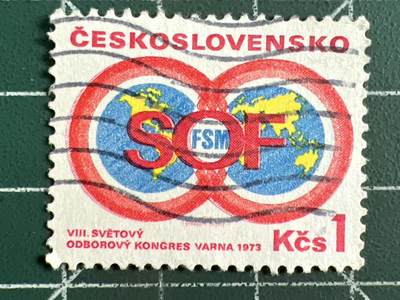 ČESKOSLOVENSKO
SOF
FSM
VIII. SVĚTOVÝ
ODBOROVÝ KONGRES VARNA 1973
Kčs 1